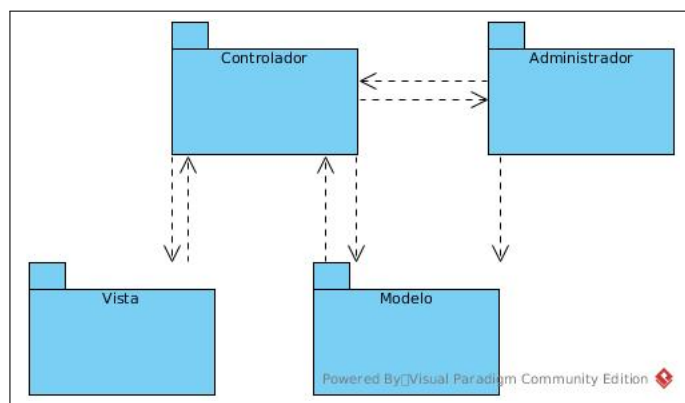 Controlador
Administrador
Vista
Modelo
Powered By Visual Paradigm Community Edition